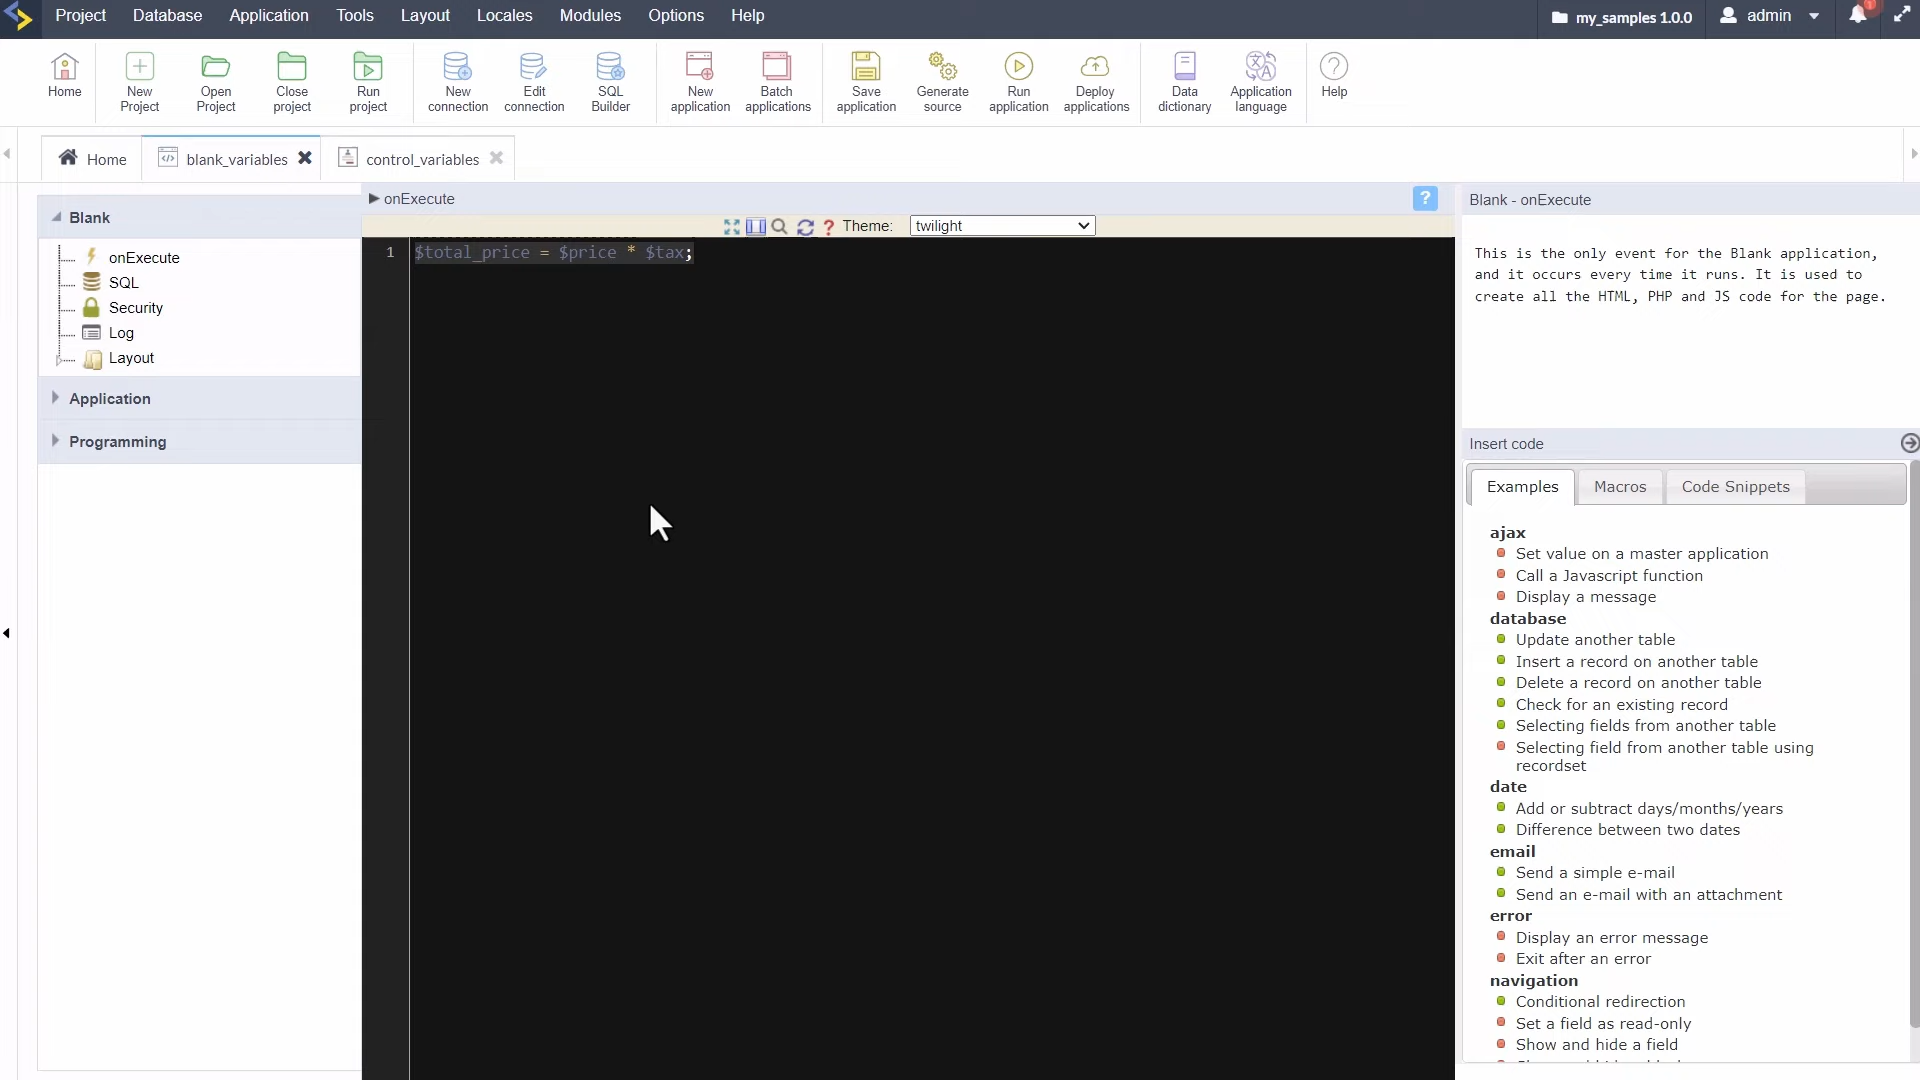 Project Database Application Tools Layout Locales Modules Options Help
my_samples 1.0.0 admin 1
Home
New Project
Open Project
Close project
Run project
New connection
Edit connection
SQL Builder
New application
Batch applications
Save application
Generate source
Run application
Deploy applications
Data dictionary
Application language
Help
Home blank_variables control_variables
Blank
onExecute
SQL
Security
Log
Layout
Application
Programming
onExecute ?
? Theme: twilight
1 $total_price = $price * $tax;
Blank - onExecute
This is the only event for the Blank application,
and it occurs every time it runs. It is used to
create all the HTML, PHP and JS code for the page.
Insert code
Examples Macros Code Snippets
ajax
Set value on a master application
Call a Javascript function
Display a message
database
Update another table
Insert a record on another table
Delete a record on another table
Check for an existing record
Selecting fields from another table
Selecting field from another table using
recordset
date
Add or subtract days/months/years
Difference between two dates
email
Send a simple e-mail
Send an e-mail with an attachment
error
Display an error message
Exit after an error
navigation
Conditional redirection
Set a field as read-only
Show and hide a field